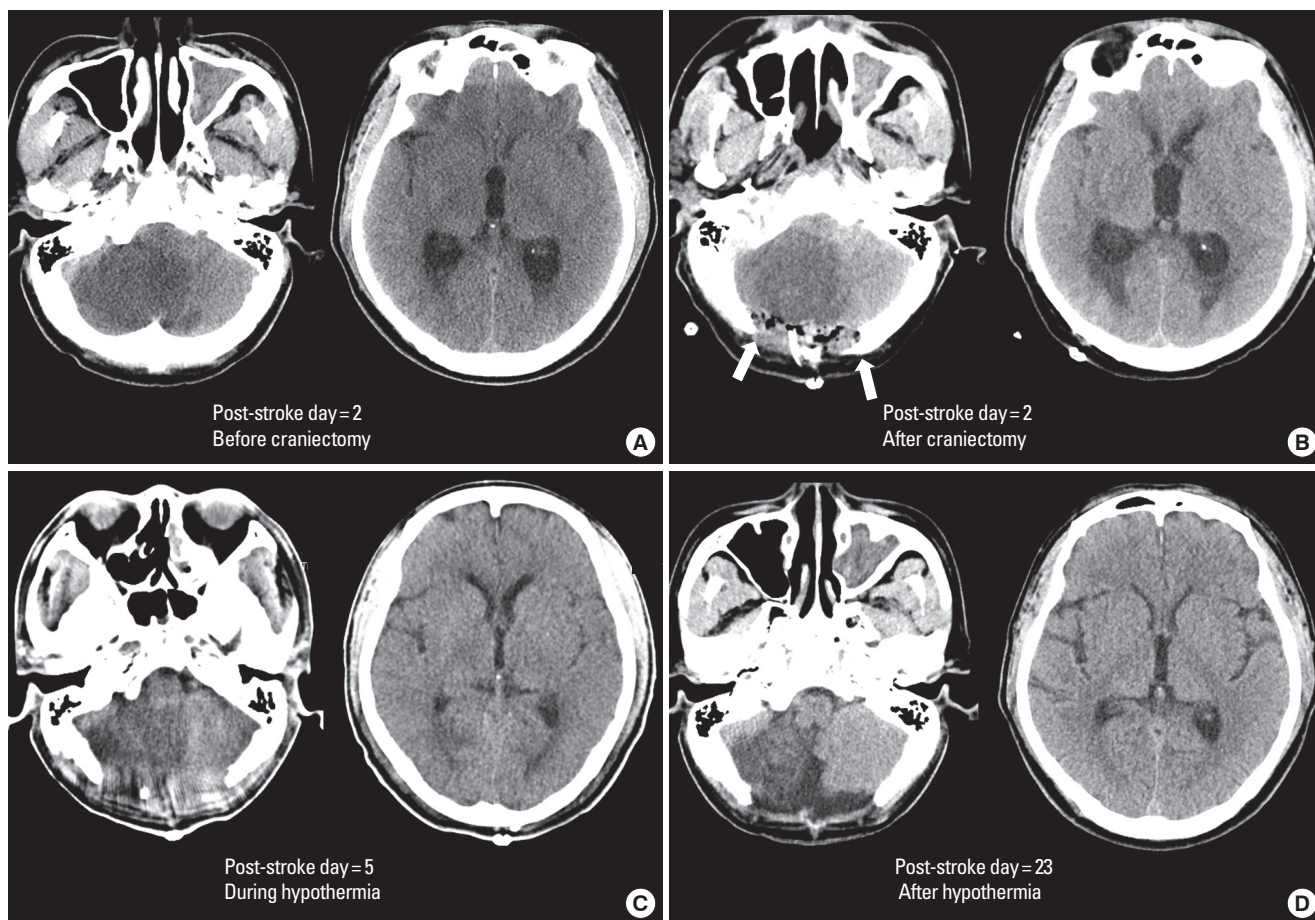 Post-stroke day = 2
Before craniectomy
A
Post-stroke day = 2
After craniectomy
B
Post-stroke day = 5
During hypothermia
C
Post-stroke day = 23
After hypothermia
D